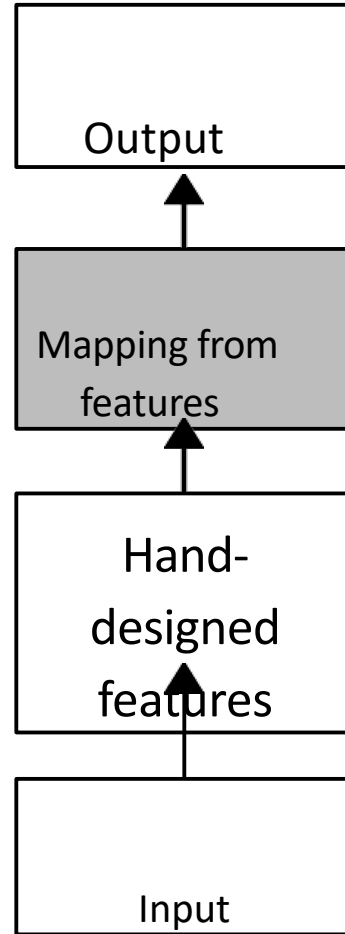 Output
Mapping from
features
Hand-
designed
features
Input